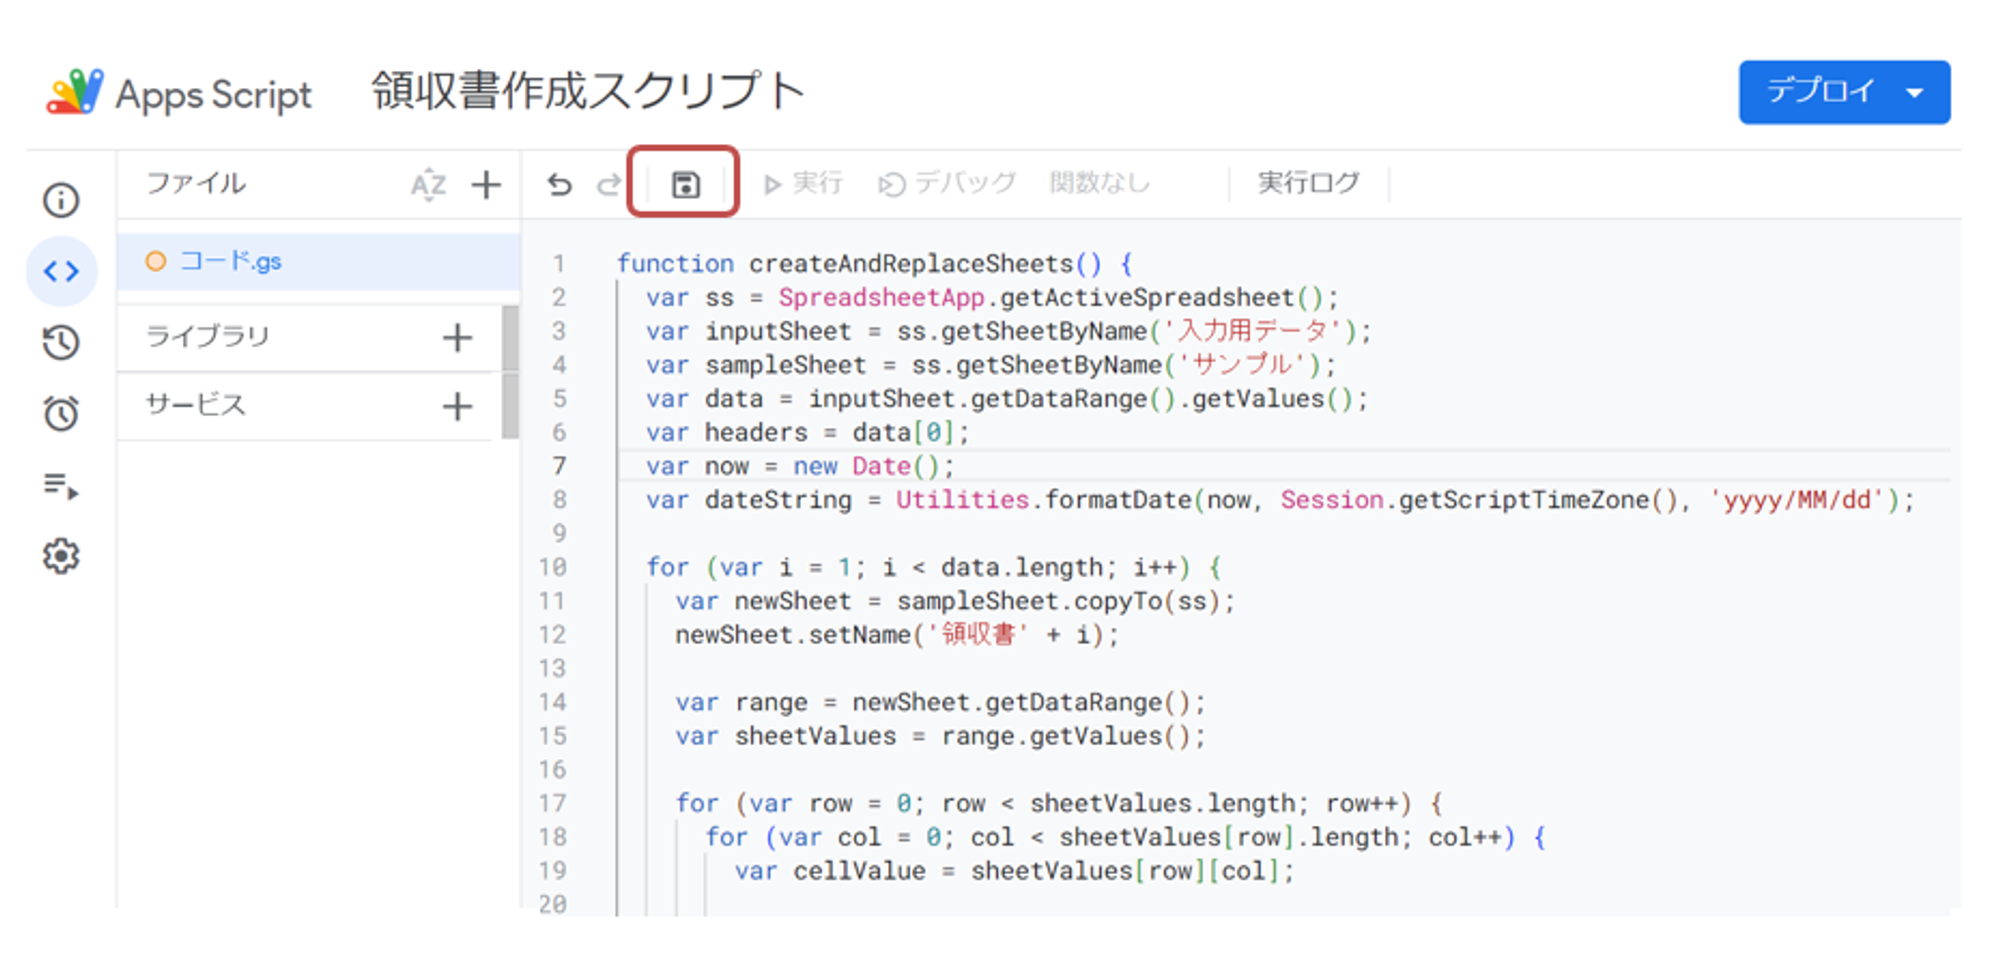 Apps Script 領収書作成スクリプト デプロイ
ファイル AZ 実行 デバッグ 関数なし 実行ログ
コード.gs
ライブラリ
サービス
1 function createAndReplaceSheets() {
2 var ss = SpreadsheetApp.getActiveSpreadsheet();
3 var inputSheet = ss.getSheetByName('入力用データ');
4 var sampleSheet = ss.getSheetByName('サンプル');
5 var data = inputSheet.getDataRange().getValues();
6 var headers = data[0];
7 var now = new Date();
8 var dateString = Utilities.formatDate(now, Session.getScriptTimeZone(), 'yyyy/MM/dd');
9
10 for (var i = 1; i < data.length; i++) {
11 var newSheet = sampleSheet.copyTo(ss);
12 newSheet.setName('領収書' + i);
13
14 var range = newSheet.getDataRange();
15 var sheetValues = range.getValues();
16
17 for (var row = 0; row < sheetValues.length; row++) {
18 for (var col = 0; col < sheetValues[row].length; col++) {
19 var cellValue = sheetValues[row][col];
20